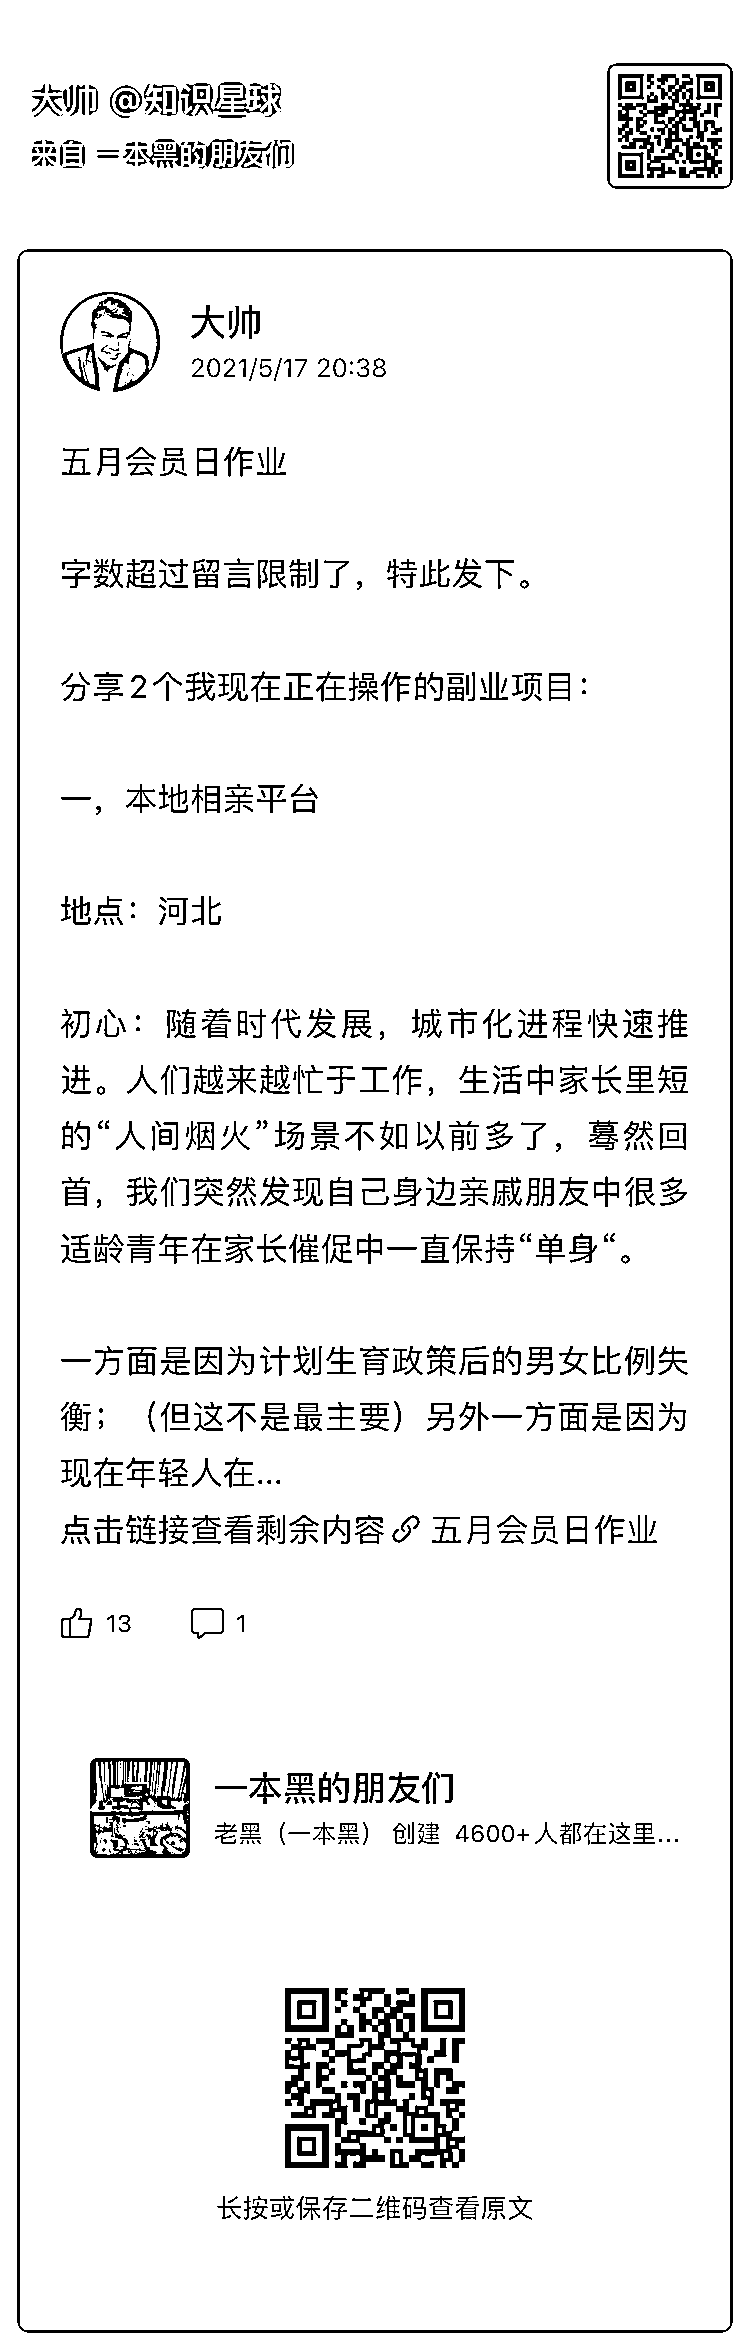 大帅 @知识星球
来自 一本黑的朋友们
大帅
2021/5/17 20:38
五月会员日作业
字数超过留言限制了，特此发下。
分享2个我现在正在操作的副业项目：
一，本地相亲平台
地点：河北
初心：随着时代发展，城市化进程快速推
进。人们越来越忙于工作，生活中家长里短
的“人间烟火”场景不如以前多了，蓦然回
首，我们突然发现自己身边亲戚朋友中很多
适龄青年在家长催促中一直保持“单身“。
一方面是因为计划生育政策后的男女比例失
衡；（但这不是最主要）另外一方面是因为
现在年轻人在...
点击链接查看剩余内容 五月会员日作业
13 1
一本黑的朋友们
老黑（一本黑） 创建 4600+人都在这里...
长按或保存二维码查看原文